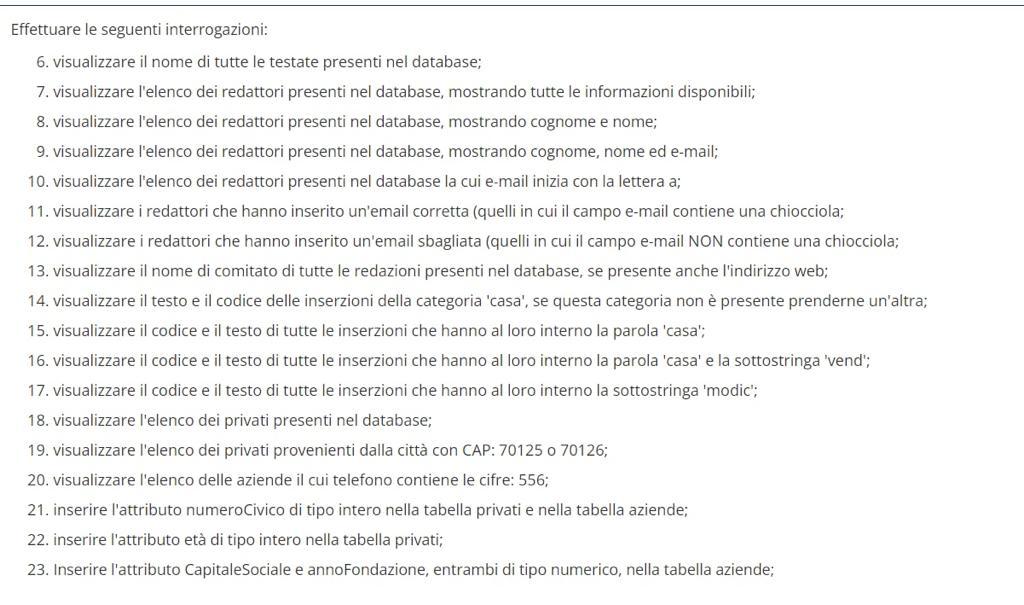 Effettuare le seguenti interrogazioni:
6. visualizzare il nome di tutte le testate presenti nel database;
7. visualizzare l'elenco dei redattori presenti nel database, mostrando tutte le informazioni disponibili;
8. visualizzare l'elenco dei redattori presenti nel database, mostrando cognome e nome;
9. visualizzare l'elenco dei redattori presenti nel database, mostrando cognome, nome ed e-mail;
10. visualizzare l'elenco dei redattori presenti nel database la cui e-mail inizia con la lettera a;
11. visualizzare i redattori che hanno inserito un'email corretta (quelli in cui il campo e-mail contiene una chiocciola;
12. visualizzare i redattori che hanno inserito un'email sbagliata (quelli in cui il campo e-mail NON contiene una chiocciola;
13. visualizzare il nome di comitato di tutte le redazioni presenti nel database, se presente anche l'indirizzo web;
14. visualizzare il testo e il codice delle inserzioni della categoria 'casa', se questa categoria non è presente prenderne un'altra;
15. visualizzare il codice e il testo di tutte le inserzioni che hanno al loro interno la parola 'casa';
16. visualizzare il codice e il testo di tutte le inserzioni che hanno al loro interno la parola 'casa' e la sottostringa 'vend';
17. visualizzare il codice e il testo di tutte le inserzioni che hanno al loro interno la sottostringa 'modic';
18. visualizzare l'elenco dei privati presenti nel database;
19. visualizzare l'elenco dei privati provenienti dalla città con CAP: 70125 o 70126;
20. visualizzare l'elenco delle aziende il cui telefono contiene le cifre: 556;
21. inserire l'attributo numeroCivico di tipo intero nella tabella privati e nella tabella aziende;
22. inserire l'attributo età di tipo intero nella tabella privati;
23. Inserire l'attributo CapitaleSociale e annoFondazione, entrambi di tipo numerico, nella tabella aziende;